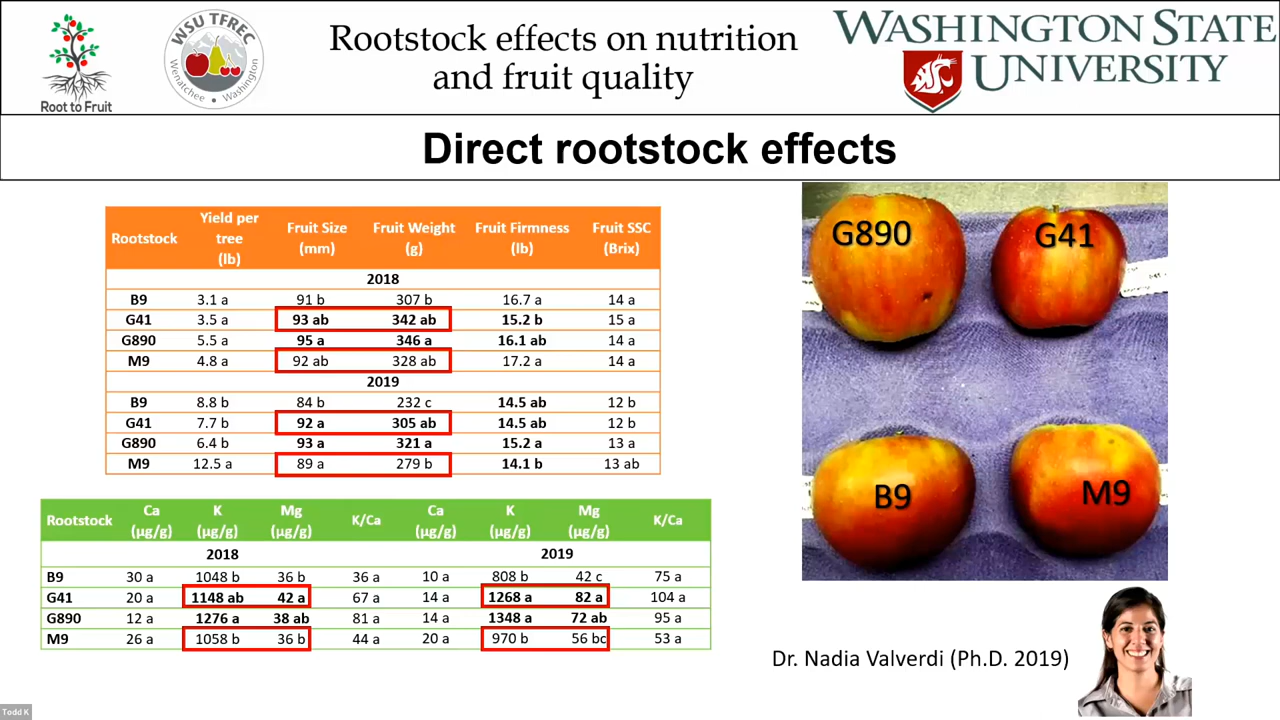 Root to Fruit
WSU TFREC
Wenatchee • Washington
Rootstock effects on nutrition
and fruit quality
WASHINGTON STATE
UNIVERSITY
Direct rootstock effects
Rootstock Yield per tree (lb) Fruit Size (mm) Fruit Weight (g) Fruit Firmness (lb) Fruit SSC (Brix)
2018
B9 3.1 a 91 b 307 b 16.7 a 14 a
G41 3.5 a 93 ab 342 ab 15.2 b 15 a
G890 5.5 a 95 a 346 a 16.1 ab 14 a
M9 4.8 a 92 ab 328 ab 17.2 a 14 a
2019
B9 8.8 b 84 b 232 c 14.5 ab 12 b
G41 7.7 b 92 a 305 ab 14.5 ab 12 b
G890 6.4 b 93 a 321 a 15.2 a 13 a
M9 12.5 a 89 a 279 b 14.1 b 13 ab
Rootstock Ca (µg/g) K (µg/g) Mg (µg/g) K/Ca Ca (µg/g) K (µg/g) Mg (µg/g) K/Ca
2018 2019
B9 30 a 1048 b 36 b 36 a 10 a 808 b 42 c 75 a
G41 20 a 1148 ab 42 a 67 a 14 a 1268 a 82 a 104 a
G890 12 a 1276 a 38 ab 81 a 14 a 1348 a 72 ab 95 a
M9 26 a 1058 b 36 b 44 a 20 a 970 b 56 bc 53 a
G890 G41
B9 M9
Dr. Nadia Valverdi (Ph.D. 2019)
Todd K